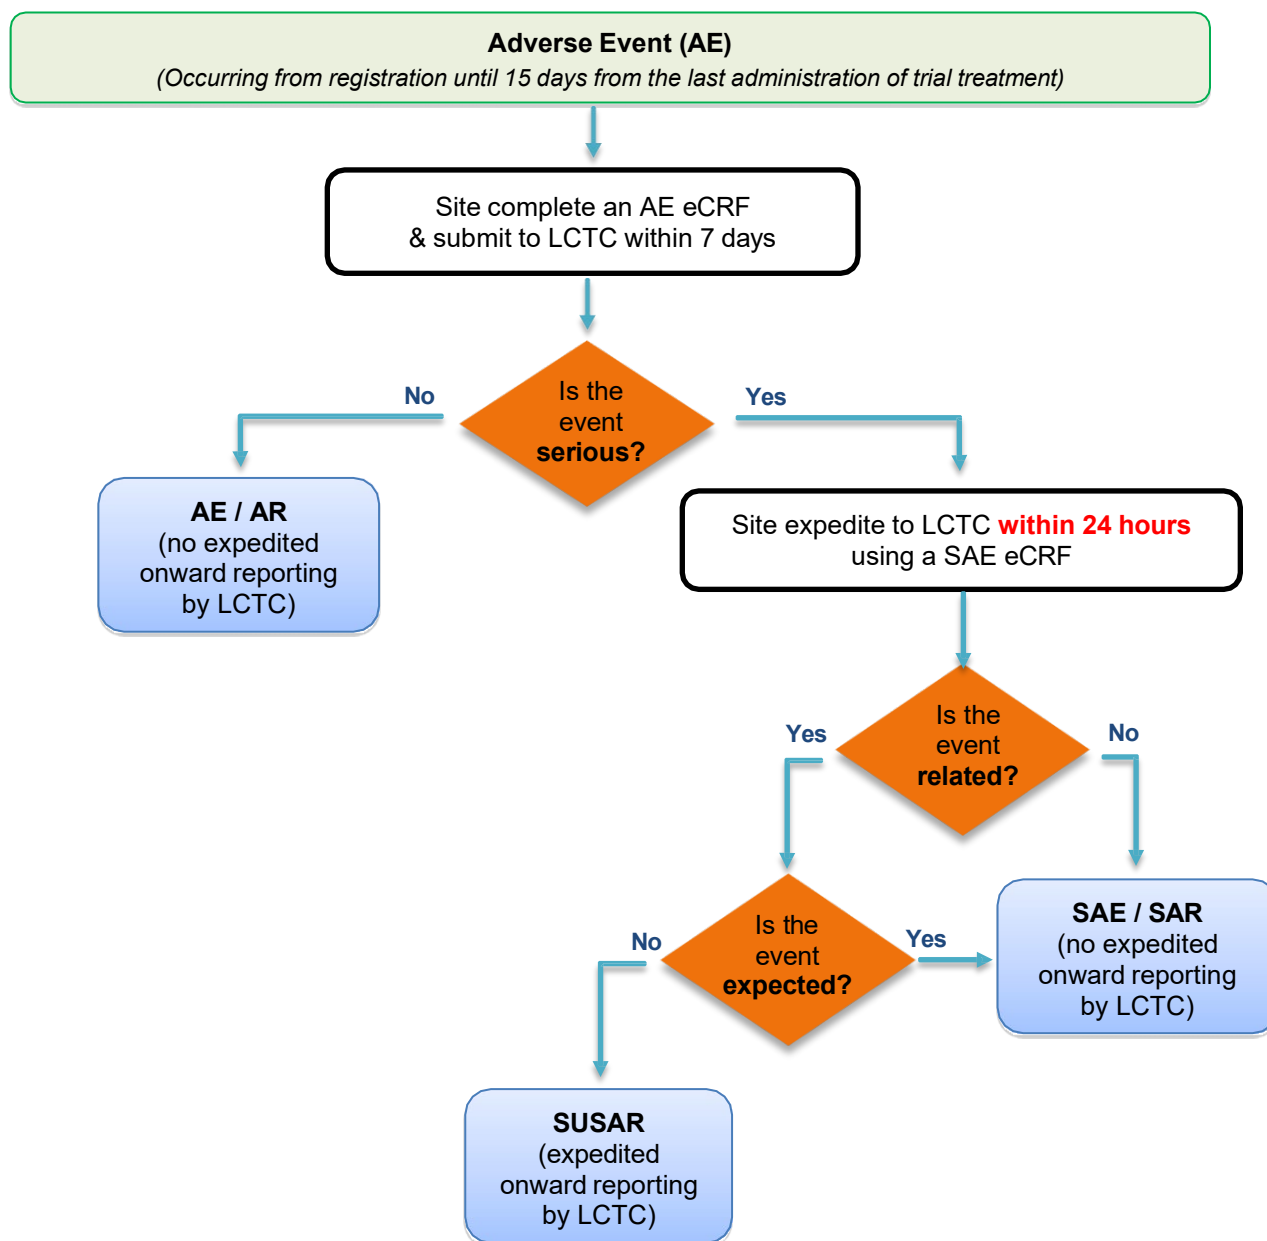 Adverse Event (AE)
(Occurring from registration until 15 days from the last administration of trial treatment)
Site complete an AE eCRF
& submit to LCTC within 7 days
Is the
event
serious?
No
Yes
AE / AR
(no expedited
onward reporting
by LCTC)
Site expedite to LCTC within 24 hours
using a SAE eCRF
Is the
event
related?
Yes
No
Is the
event
expected?
No
Yes
SAE / SAR
(no expedited
onward reporting
by LCTC)
SUSAR
(expedited
onward reporting
by LCTC)